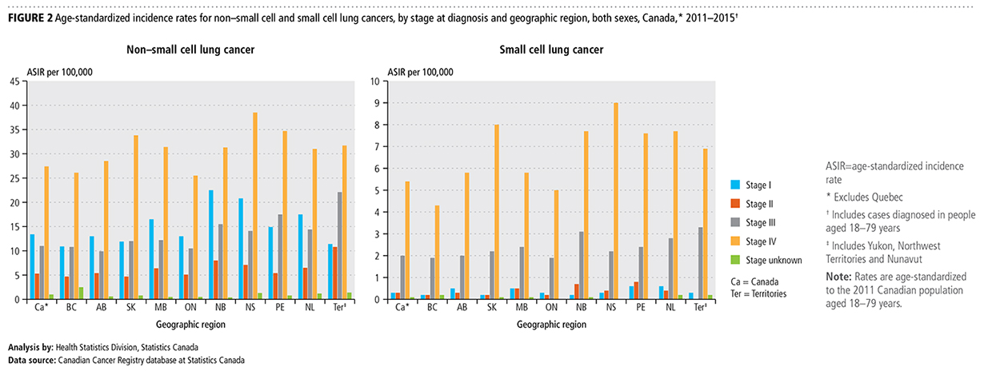 FIGURE 2 Age-standardized incidence rates for non–small cell and small cell lung cancers, by stage at diagnosis and geographic region, both sexes, Canada,* 2011–2015†
Non–small cell lung cancer
ASIR per 100,000
45
40
35
30
25
20
15
10
5
0
Ca* BC AB SK MB ON NB NS PE NL Ter‡
Geographic region
Small cell lung cancer
ASIR per 100,000
10
9
8
7
6
5
4
3
2
1
0
Ca* BC AB SK MB ON NB NS PE NL Ter‡
Geographic region
Stage I
Stage II
Stage III
Stage IV
Stage unknown
Ca = Canada
Ter = Territories
ASIR=age-standardized incidence
rate
* Excludes Quebec
† Includes cases diagnosed in people
aged 18–79 years
‡ Includes Yukon, Northwest
Territories and Nunavut
Note: Rates are age-standardized
to the 2011 Canadian population
aged 18–79 years.
Analysis by: Health Statistics Division, Statistics Canada
Data source: Canadian Cancer Registry database at Statistics Canada